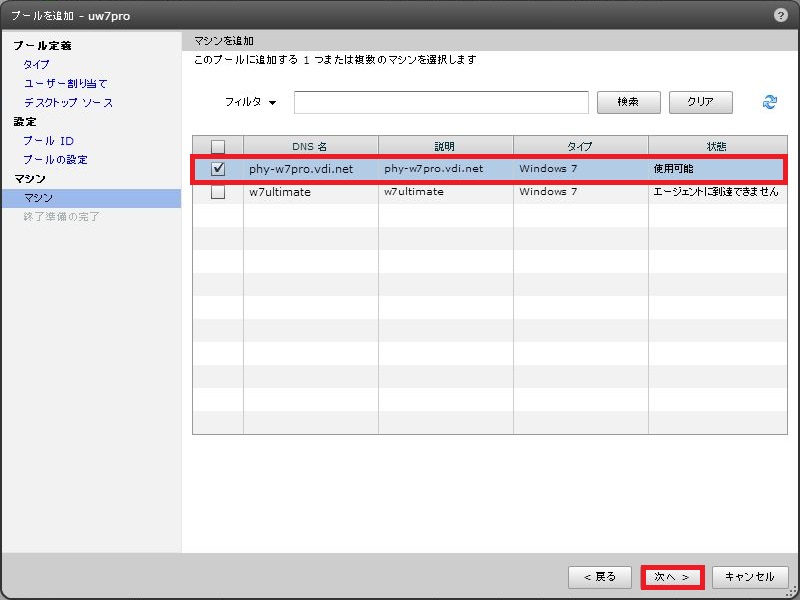 プールを追加 - uw7pro
?
プール定義
タイプ
ユーザー割り当て
デスクトップ ソース
設定
プール ID
プールの設定
マシン
マシン
終了準備の完了
マシンを追加
このプールに追加する 1 つまたは複数のマシンを選択します
フィルタ
検索
クリア
DNS 名 説明 タイプ 状態
phy-w7pro.vdi.net phy-w7pro.vdi.net Windows 7 使用可能
w7ultimate w7ultimate Windows 7 エージェントに到達できません
< 戻る
次へ >
キャンセル